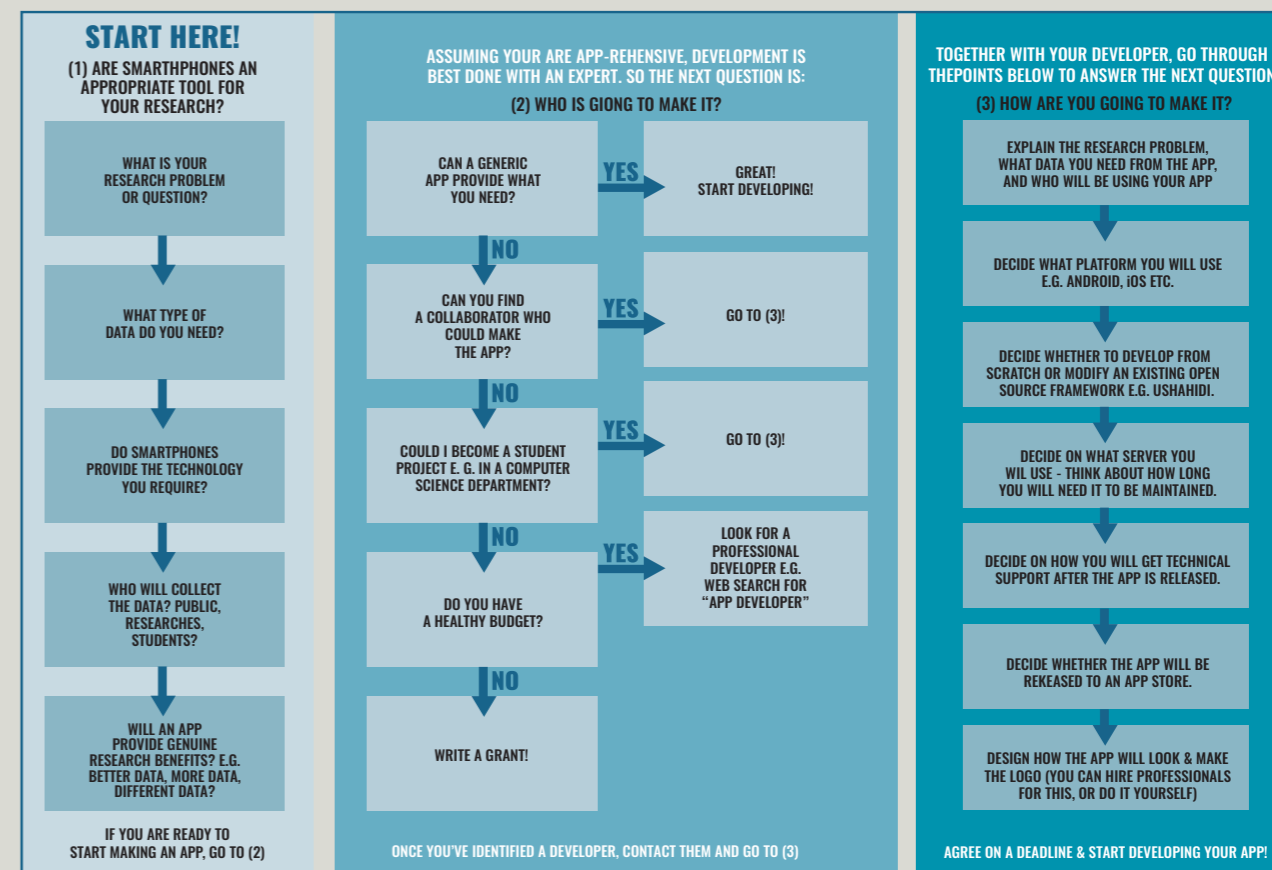 START HERE!
(1) ARE SMARTHPHONES AN
APPROPRIATE TOOL FOR
YOUR RESEARCH?
WHAT IS YOUR
RESEARCH PROBLEM
OR QUESTION?
WHAT TYPE OF
DATA DO YOU NEED?
DO SMARTPHONES
PROVIDE THE TECHNOLOGY
YOU REQUIRE?
WHO WILL COLLECT
THE DATA? PUBLIC,
RESEARCHES,
STUDENTS?
WILL AN APP
PROVIDE GENUINE
RESEARCH BENEFITS? E.G.
BETTER DATA, MORE DATA,
DIFFERENT DATA?
IF YOU ARE READY TO
START MAKING AN APP, GO TO (2)
ASSUMING YOUR ARE APP-REHENSIVE, DEVELOPMENT IS
BEST DONE WITH AN EXPERT. SO THE NEXT QUESTION IS:
(2) WHO IS GIONG TO MAKE IT?
CAN A GENERIC
APP PROVIDE WHAT
YOU NEED?
YES
GREAT!
START DEVELOPING!
NO
CAN YOU FIND
A COLLABORATOR WHO
COULD MAKE
THE APP?
YES
GO TO (3)!
NO
COULD I BECOME A STUDENT
PROJECT E. G. IN A COMPUTER
SCIENCE DEPARTMENT?
YES
GO TO (3)!
NO
DO YOU HAVE
A HEALTHY BUDGET?
YES
LOOK FOR A
PROFESSIONAL
DEVELOPER E.G.
WEB SEARCH FOR
“APP DEVELOPER”
NO
WRITE A GRANT!
ONCE YOU’VE IDENTIFIED A DEVELOPER, CONTACT THEM AND GO TO (3)
TOGETHER WITH YOUR DEVELOPER, GO THROUGH
THEPOINTS BELOW TO ANSWER THE NEXT QUESTION
(3) HOW ARE YOU GOING TO MAKE IT?
EXPLAIN THE RESEARCH PROBLEM,
WHAT DATA YOU NEED FROM THE APP,
AND WHO WILL BE USING YOUR APP
DECIDE WHAT PLATFORM YOU WILL USE
E.G. ANDROID, iOS ETC.
DECIDE WHETHER TO DEVELOP FROM
SCRATCH OR MODIFY AN EXISTING OPEN
SOURCE FRAMEWORK E.G. USHAHIDI.
DECIDE ON WHAT SERVER YOU
WIL USE - THINK ABOUT HOW LONG
YOU WILL NEED IT TO BE MAINTAINED.
DECIDE ON HOW YOU WILL GET TECHNICAL
SUPPORT AFTER THE APP IS RELEASED.
DECIDE WHETHER THE APP WILL BE
REKEASED TO AN APP STORE.
DESIGN HOW THE APP WILL LOOK & MAKE
THE LOGO (YOU CAN HIRE PROFESSIONALS
FOR THIS, OR DO IT YOURSELF)
AGREE ON A DEADLINE & START DEVELOPING YOUR APP!